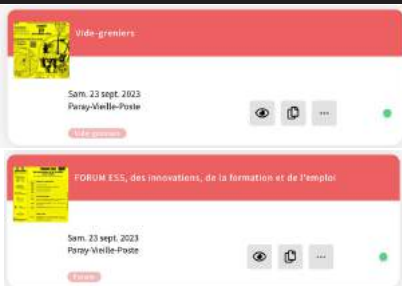 Vide-greniers
Sam. 23 sept. 2023
Paray-Vieille-Poste
Vide-greniers
FORUM ESS, des innovations, de la formation et de l'emploi
Sam. 23 sept. 2023
Paray-Vieille-Poste
Forum